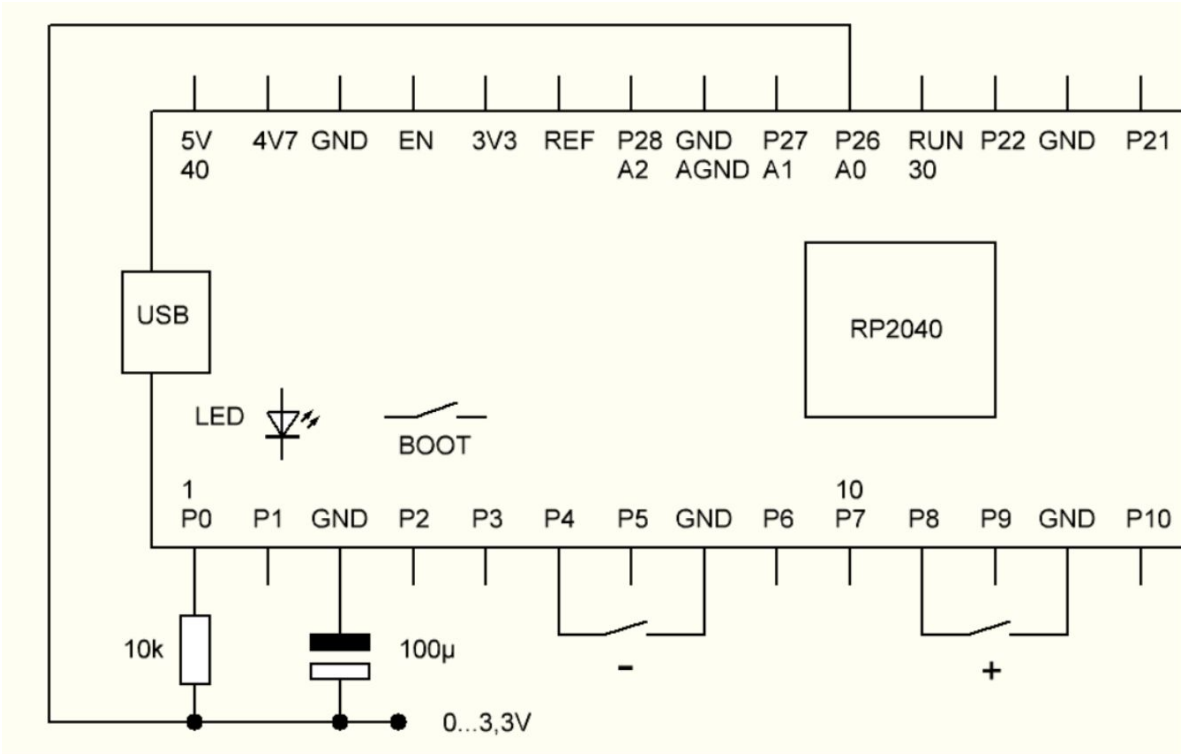 5V 4V7 GND EN 3V3 REF P28 GND P27 P26 RUN P22 GND P21
40 A2 AGND A1 A0 30
USB
RP2040
LED
BOOT
1 10
P0 P1 GND P2 P3 P4 P5 GND P6 P7 P8 P9 GND P10
10k 100µ
- +
0...3,3V